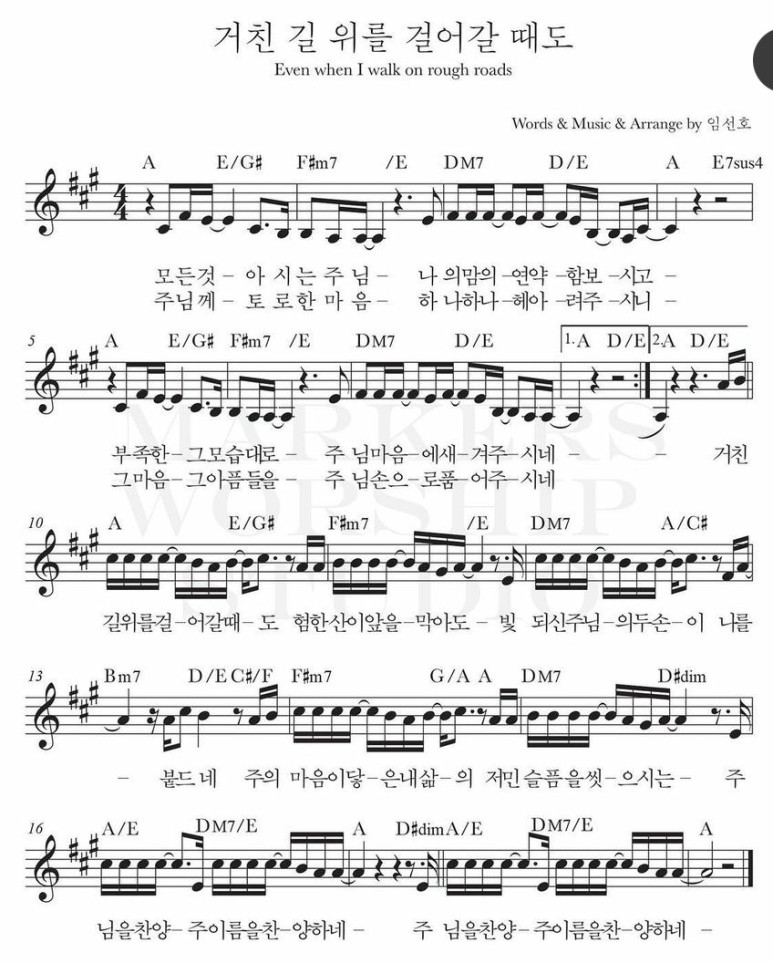 거친 길 위를 걸어갈 때도
Even when I walk on rough roads
Words & Music & Arrange by 임선호
A E/G♯ F♯m7 /E DM7 D/E A E7sus4
4/4
모든것 – 아 시는 주 님 – 나 의맘의 –연약 –함보 –시고 –
주님께 – 토 로한 마 음 – 하 나하나 –헤아 –려주 –시니 –
5 A E/G♯ F♯m7 /E DM7 D/E 1. A D/E 2. A D/E
부족한 –그모습대로 – 주 님마음 –에새 –겨주 –시네 – – 거친
그마음 –그아픔들을 – 주 님손으 –로품 –어주 –시네
MARKERS WORSHIP STUDIO
10 A E/G♯ F♯m7 /E DM7 A/C♯
길위를걸 –어갈때 – 도 험한산이앞을 –막아도 – 빛 되신주님 –의두손 –이 나를
13 Bm7 D/E C♯/F F♯m7 G/A A DM7 D♯dim
– 붙드 네 주의 마음이닿 –은내삶 –의 저민슬픔을씻 –으시는 – 주
16 A/E DM7/E A D♯dim A/E DM7/E A
님을찬양 – 주이름을찬 –양하네 – 주 님을찬양 –주이름을찬 –양하네 –